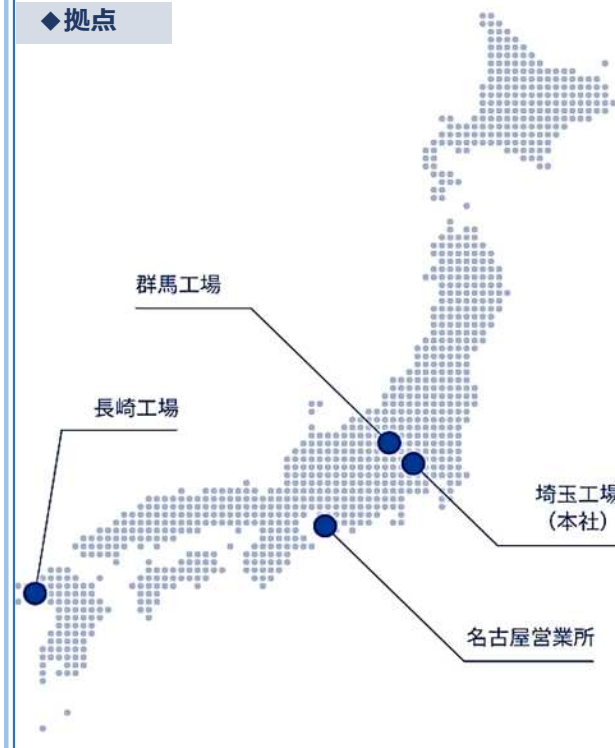 ◆拠点
群馬工場
長崎工場
埼玉工場
（本社）
名古屋営業所